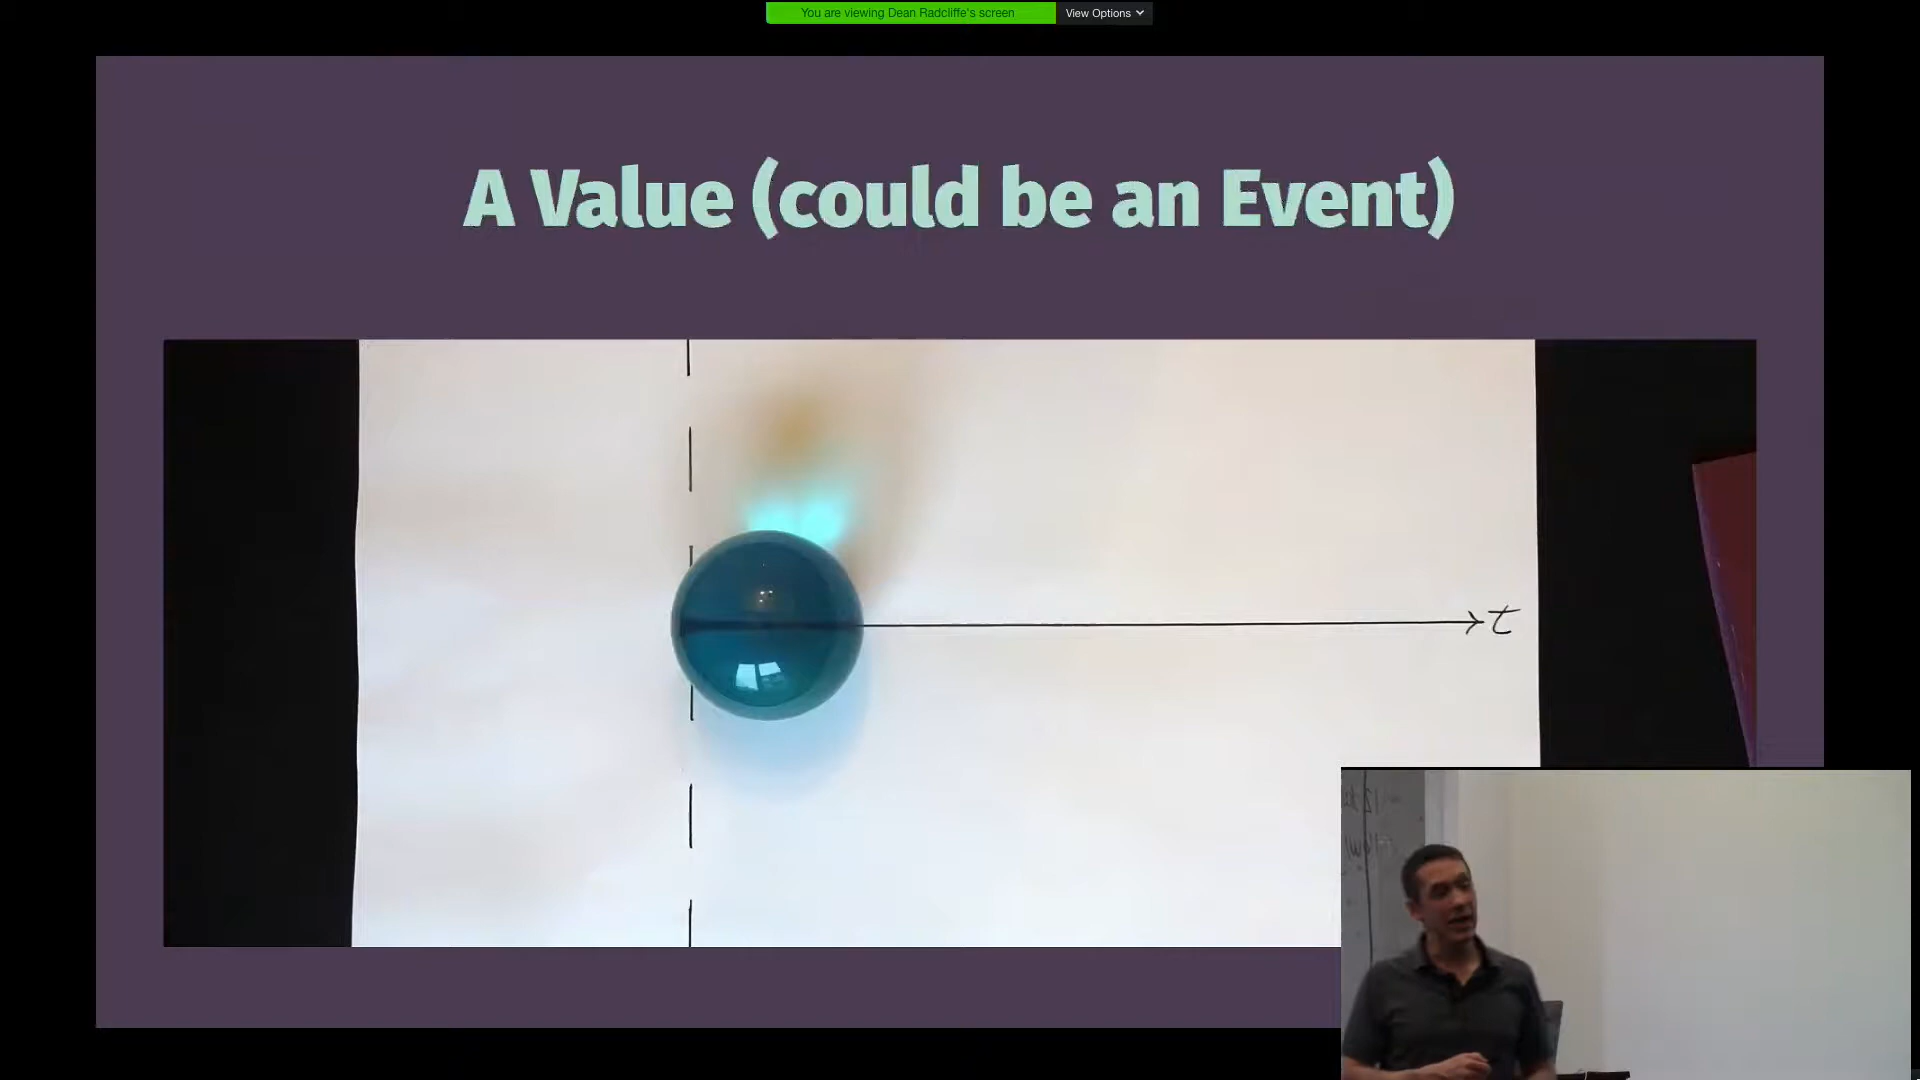 You are viewing Dean Radcliffe's screen
View Options
A Value (could be an Event)
t